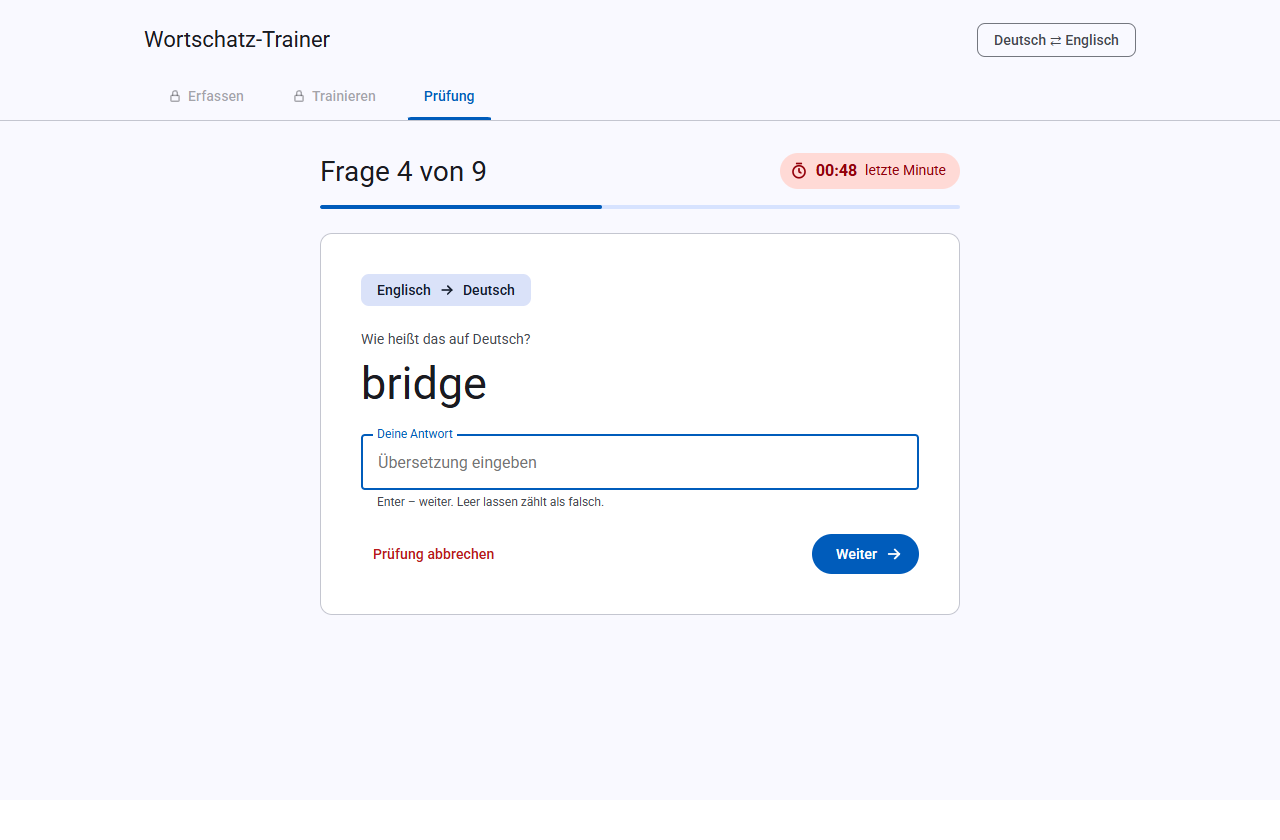 Wortschatz-Trainer
Deutsch ⇄ Englisch
Erfassen
Trainieren
Prüfung
Frage 4 von 9
00:48 letzte Minute
Englisch → Deutsch
Wie heißt das auf Deutsch?
bridge
Deine Antwort
Übersetzung eingeben
Enter – weiter. Leer lassen zählt als falsch.
Prüfung abbrechen
Weiter →